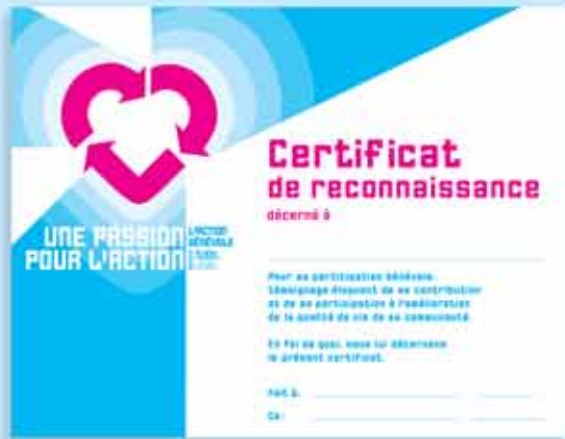 Certificat
de reconnaissance
décerné à
UNE PASSION
POUR L'ACTION
L'ACTION
BÉNÉVOLE
Pour sa participation bénévole,
témoignage éloquent de sa contribution
et de sa participation à l'amélioration
de la qualité de vie de sa communauté.
En foi de quoi, nous lui décernons
le présent certificat.
Fait à
Ce